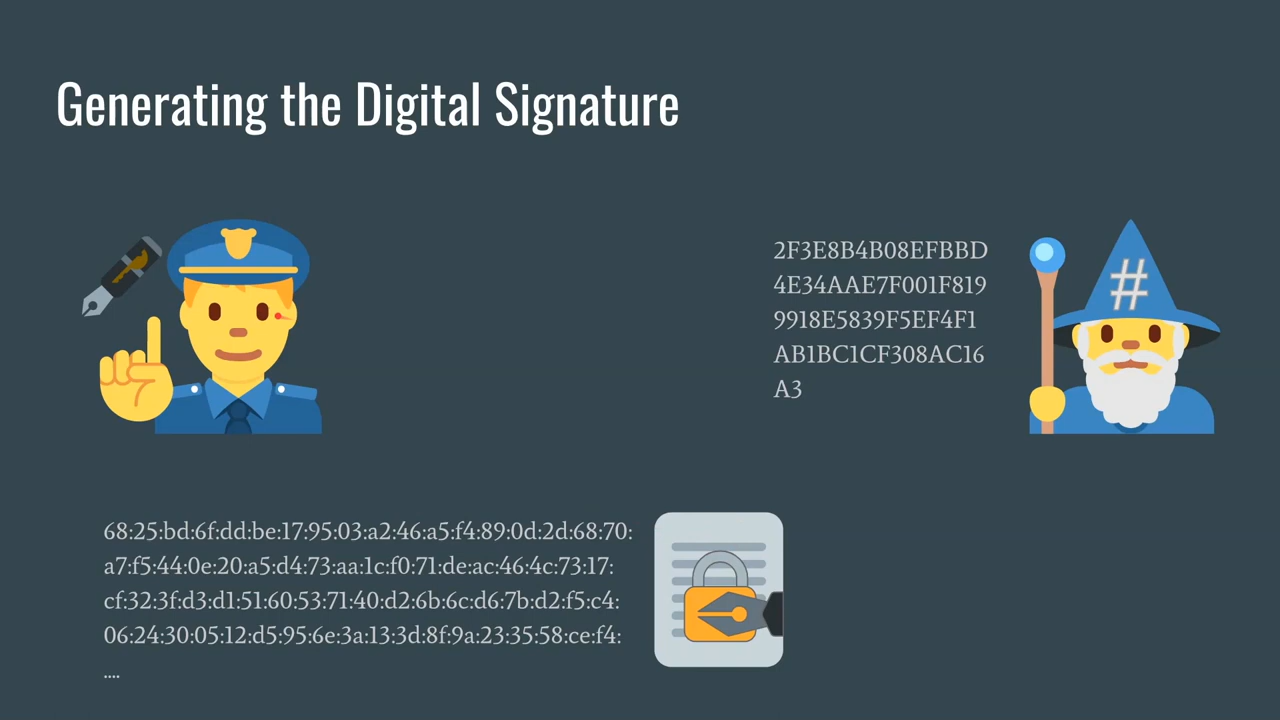 Generating the Digital Signature
#
2F3E8B4B08EFBBD
4E34AAE7F001F819
9918E5839F5EF4F1
AB1BC1CF308AC16
A3
68:25:bd:6f:dd:be:17:95:03:a2:46:a5:f4:89:0d:2d:68:70:
a7:f5:44:0e:20:a5:d4:73:aa:1c:f0:71:de:ac:46:4c:73:17:
cf:32:3f:d3:d1:51:60:53:71:40:d2:6b:6c:d6:7b:d2:f5:c4:
06:24:30:05:12:d5:95:6e:3a:13:3d:8f:9a:23:35:58:ce:f4:
....